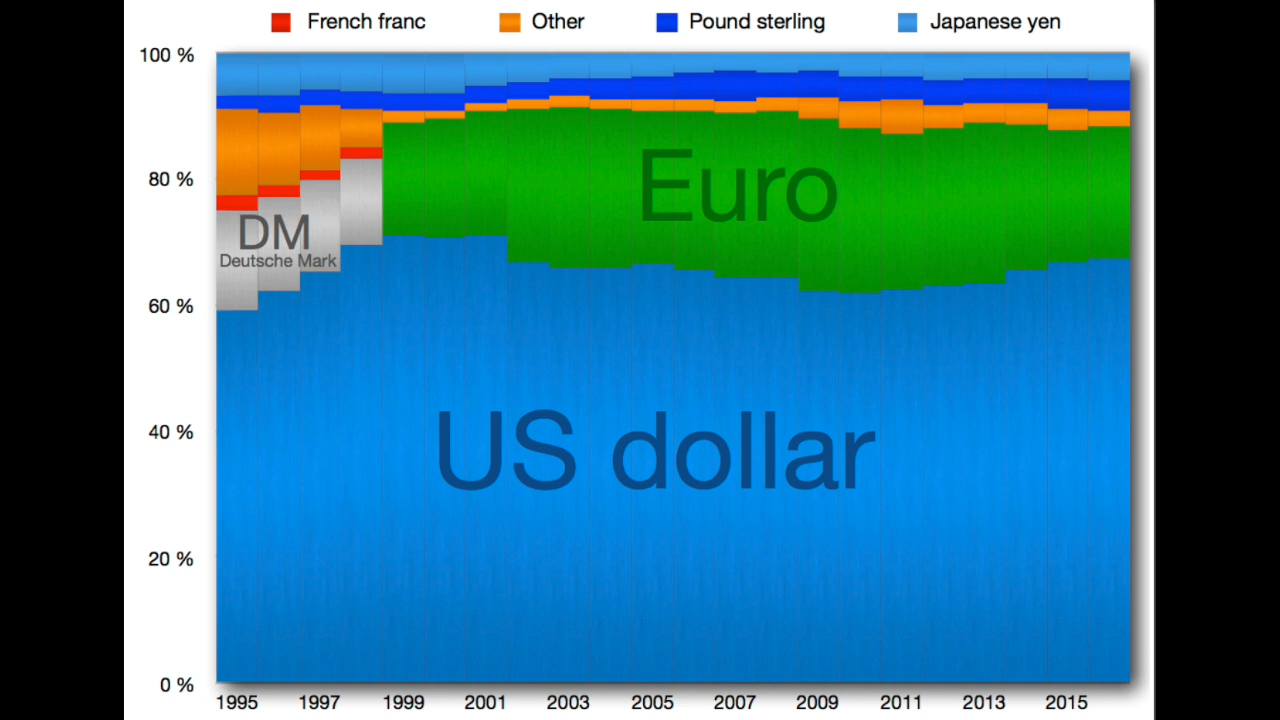 French franc Other Pound sterling Japanese yen
100 %
80 %
Euro
DM
Deutsche Mark
60 %
US dollar
40 %
20 %
0 %
1995 1997 1999 2001 2003 2005 2007 2009 2011 2013 2015